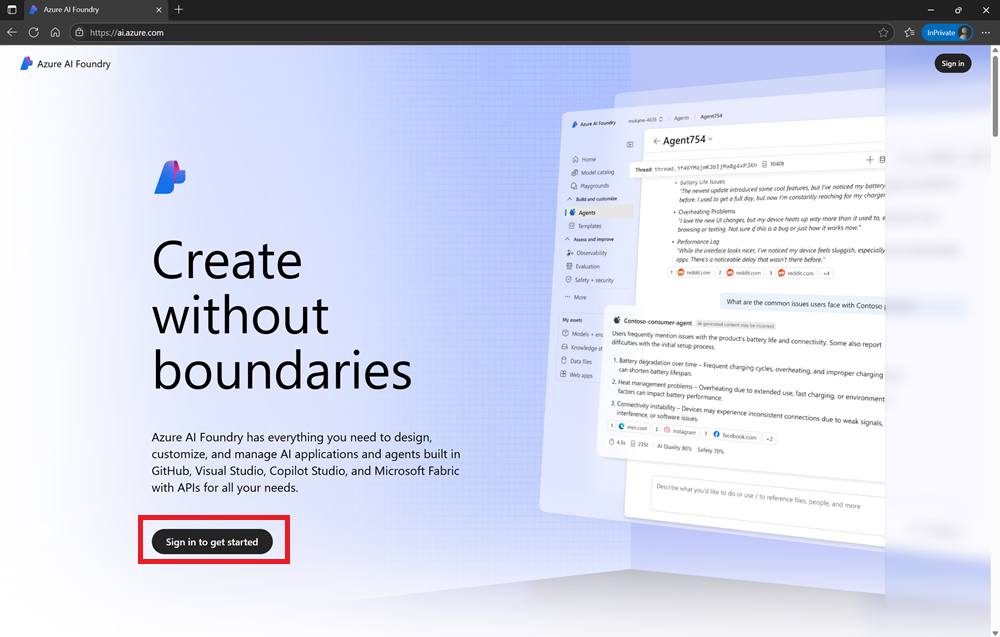 Azure AI Foundry
https://ai.azure.com
InPrivate
Azure AI Foundry
Sign in
Create
without
boundaries
Azure AI Foundry has everything you need to design,
customize, and manage AI applications and agents built in
GitHub, Visual Studio, Copilot Studio, and Microsoft Fabric
with APIs for all your needs.
Sign in to get started
Azure AI Foundry
Agents
Agent754
Home
Model catalog
Playgrounds
Build and customize
Agents
Templates
Assess and improve
Observability
Evaluation
Safety + security
More
My assets
Models +
Knowledge
Data files
Web apps
Agent754
Thread:
1040t
• Battery Life Issues
"The newest update introduced some cool features, but I've noticed my battery
before. I used to get a full day, but now I'm constantly reaching for my charger
• Overheating Problems
"I love the new UI changes, but my device heats up way more than it used to,
browsing or texting. Not sure if this is a bug or just how it works now."
• Performance Lag
"While the interface looks nicer, I've noticed my device feels sluggish, especially
apps. There's a noticeable delay that wasn't there before."
1 reddit.com 2 reddit.com 3 reddit.com +4
What are the common issues users face with Contoso
Contoso-consumer-agent
AI generated content may be incorrect
Users frequently mention issues with the product's battery life and connectivity. Some also report
difficulties with the initial setup process.
1. Battery degradation over time – Frequent charging cycles, overheating, and improper charging
can shorten battery lifespan.
2. Heat management problems – Overheating due to extended use, fast charging, or environment
factors can impact battery performance.
3. Connectivity instability – Devices may experience inconsistent connections due to weak signals,
interference, or software issues.
1 msn.com 2 instagram 3 facebook.com +2
4.5s 235t AI Quality 80% Safety 70%
Describe what you'd like to do or use / to reference files, people, and more